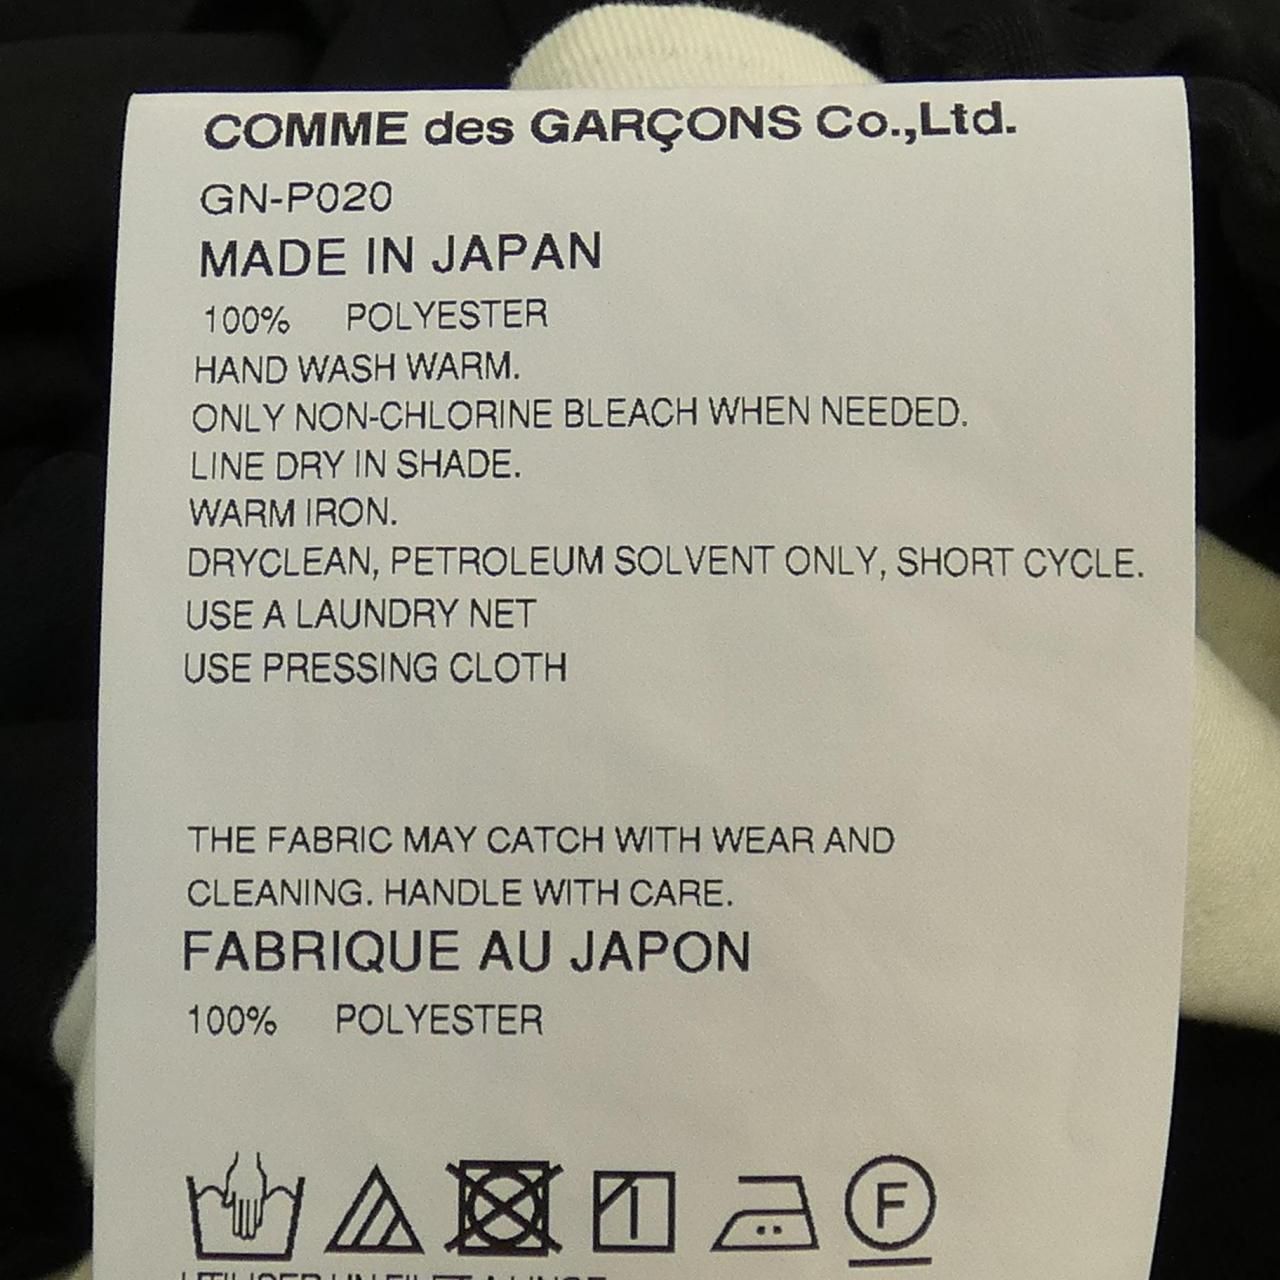 COMME des GARÇONS Co.,Ltd.
GN-P020
MADE IN JAPAN
100% POLYESTER
HAND WASH WARM.
ONLY NON-CHLORINE BLEACH WHEN NEEDED.
LINE DRY IN SHADE.
WARM IRON.
DRYCLEAN, PETROLEUM SOLVENT ONLY, SHORT CYCLE.
USE A LAUNDRY NET
USE PRESSING CLOTH
THE FABRIC MAY CATCH WITH WEAR AND
CLEANING. HANDLE WITH CARE.
FABRIQUE AU JAPON
100% POLYESTER
F